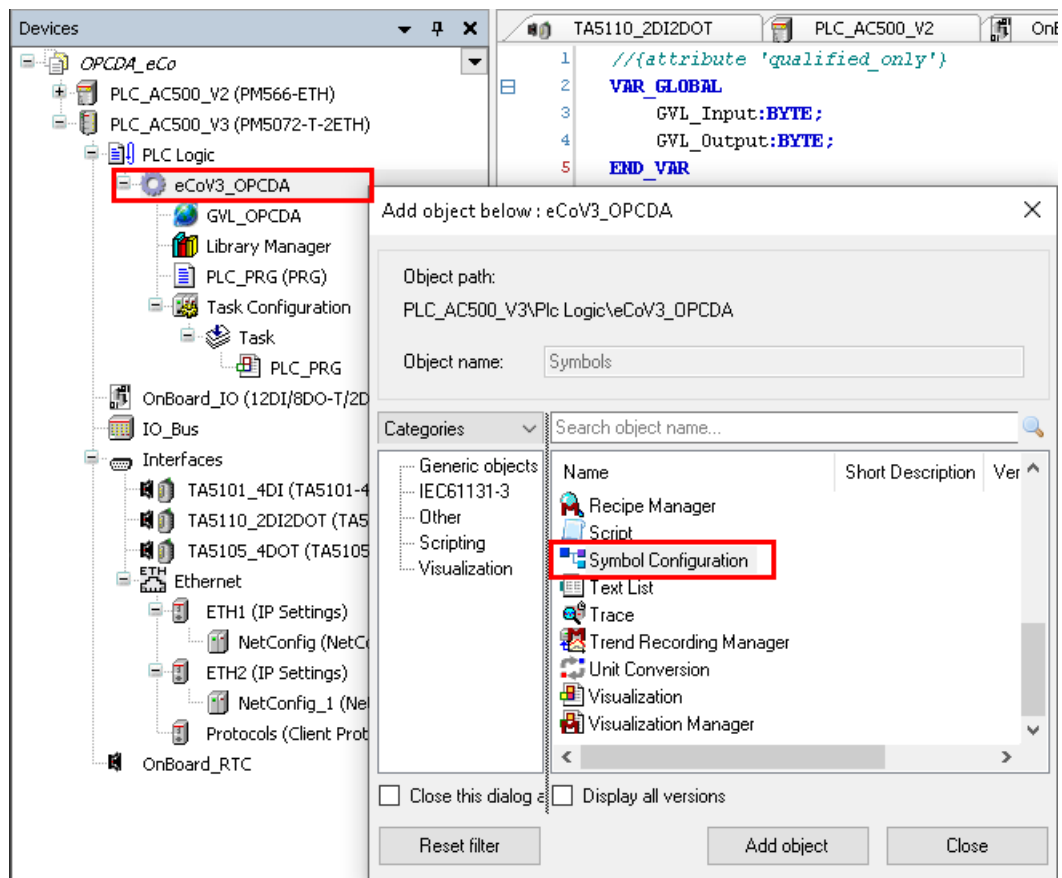 Devices
OPCDA_eCo
PLC_AC500_V2 (PM566-ETH)
PLC_AC500_V3 (PM5072-T-2ETH)
PLC Logic
eCoV3_OPCDA
GVL_OPCDA
Library Manager
PLC_PRG (PRG)
Task Configuration
Task
PLC_PRG
OnBoard_IO (12DI/8DO-T/2D
IO_Bus
Interfaces
TA5101_4DI (TA5101-4
TA5110_2DI2DOT (TA5
TA5105_4DOT (TA5105
ETH
Ethernet
ETH1 (IP Settings)
NetConfig (NetCo
ETH2 (IP Settings)
NetConfig_1 (Net
Protocols (Client Prot
OnBoard_RTC
TA5110_2DI2DOT PLC_AC500_V2 OnB
1 //{attribute 'qualified_only'}
2 VAR_GLOBAL
3 GVL_Input:BYTE;
4 GVL_Output:BYTE;
5 END_VAR
Add object below : eCoV3_OPCDA
Object path:
PLC_AC500_V3\Plc Logic\eCoV3_OPCDA
Object name: Symbols
Categories
Search object name...
Generic objects
IEC61131-3
Other
Scripting
Visualization
Name Short Description Ver
Recipe Manager
Script
Symbol Configuration
Text List
Trace
Trend Recording Manager
Unit Conversion
Visualization
Visualization Manager
Close this dialog a Display all versions
Reset filter Add object Close